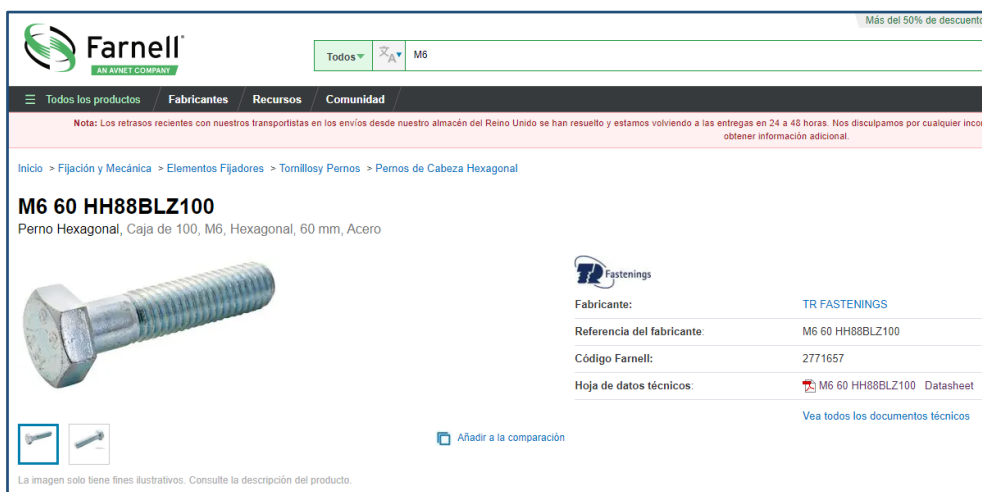 Más del 50% de descuento
Farnell
AN AVNET COMPANY
Todos
M6
Todos los productos
Fabricantes
Recursos
Comunidad
Nota: Los retrasos recientes con nuestros transportistas en los envíos desde nuestro almacén del Reino Unido se han resuelto y estamos volviendo a las entregas en 24 a 48 horas. Nos disculpamos por cualquier inco
obtener información adicional.
Inicio > Fijación y Mecánica > Elementos Fijadores > Tornillosy Pernos > Pernos de Cabeza Hexagonal
M6 60 HH88BLZ100
Perno Hexagonal, Caja de 100, M6, Hexagonal, 60 mm, Acero
TR Fastenings
Fabricante: TR FASTENINGS
Referencia del fabricante: M6 60 HH88BLZ100
Código Farnell: 2771657
Hoja de datos técnicos: M6 60 HH88BLZ100 Datasheet
Vea todos los documentos técnicos
Añadir a la comparación
La imagen solo tiene fines ilustrativos. Consulte la descripción del producto.